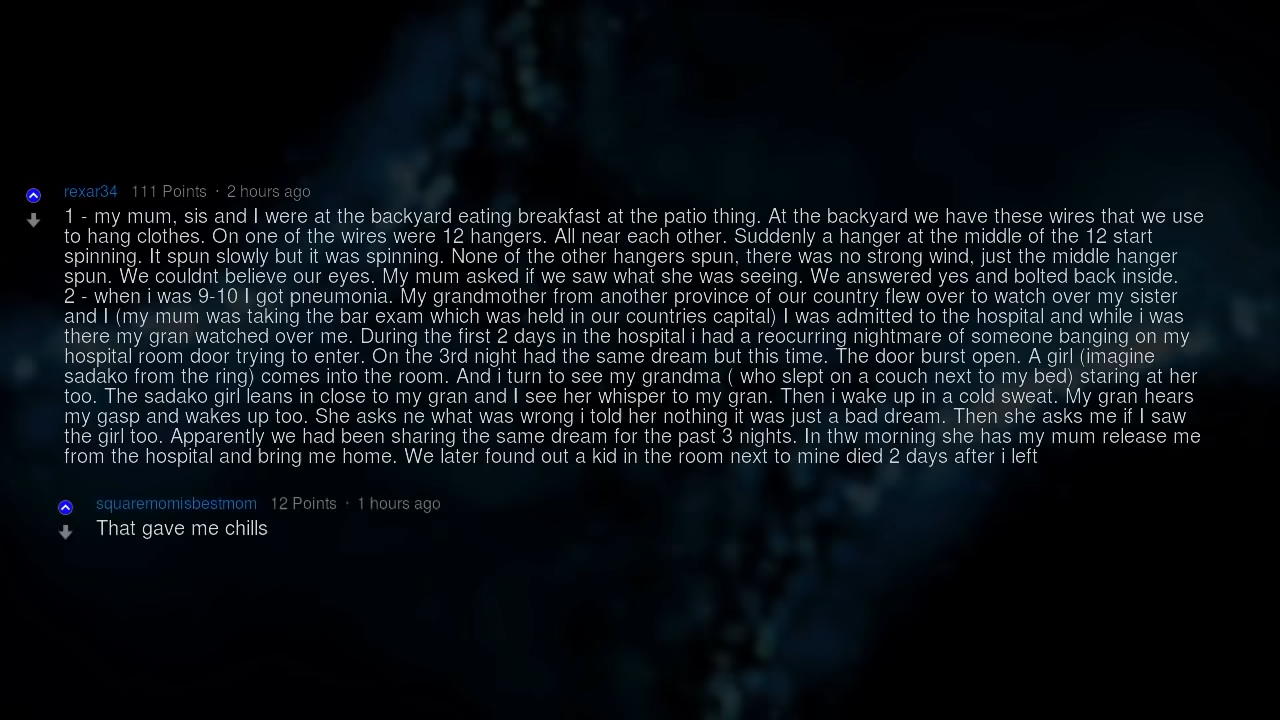 rexar34 111 Points · 2 hours ago
1 - my mum, sis and I were at the backyard eating breakfast at the patio thing. At the backyard we have these wires that we use
to hang clothes. On one of the wires were 12 hangers. All near each other. Suddenly a hanger at the middle of the 12 start
spinning. It spun slowly but it was spinning. None of the other hangers spun, there was no strong wind, just the middle hanger
spun. We couldnt believe our eyes. My mum asked if we saw what she was seeing. We answered yes and bolted back inside.
2 - when i was 9-10 I got pneumonia. My grandmother from another province of our country flew over to watch over my sister
and I (my mum was taking the bar exam which was held in our countries capital) I was admitted to the hospital and while i was
there my gran watched over me. During the first 2 days in the hospital i had a reocurring nightmare of someone banging on my
hospital room door trying to enter. On the 3rd night had the same dream but this time. The door burst open. A girl (imagine
sadako from the ring) comes into the room. And i turn to see my grandma ( who slept on a couch next to my bed) staring at her
too. The sadako girl leans in close to my gran and I see her whisper to my gran. Then i wake up in a cold sweat. My gran hears
my gasp and wakes up too. She asks ne what was wrong i told her nothing it was just a bad dream. Then she asks me if I saw
the girl too. Apparently we had been sharing the same dream for the past 3 nights. In thw morning she has my mum release me
from the hospital and bring me home. We later found out a kid in the room next to mine died 2 days after i left
squaremomisbestmom 12 Points · 1 hours ago
That gave me chills